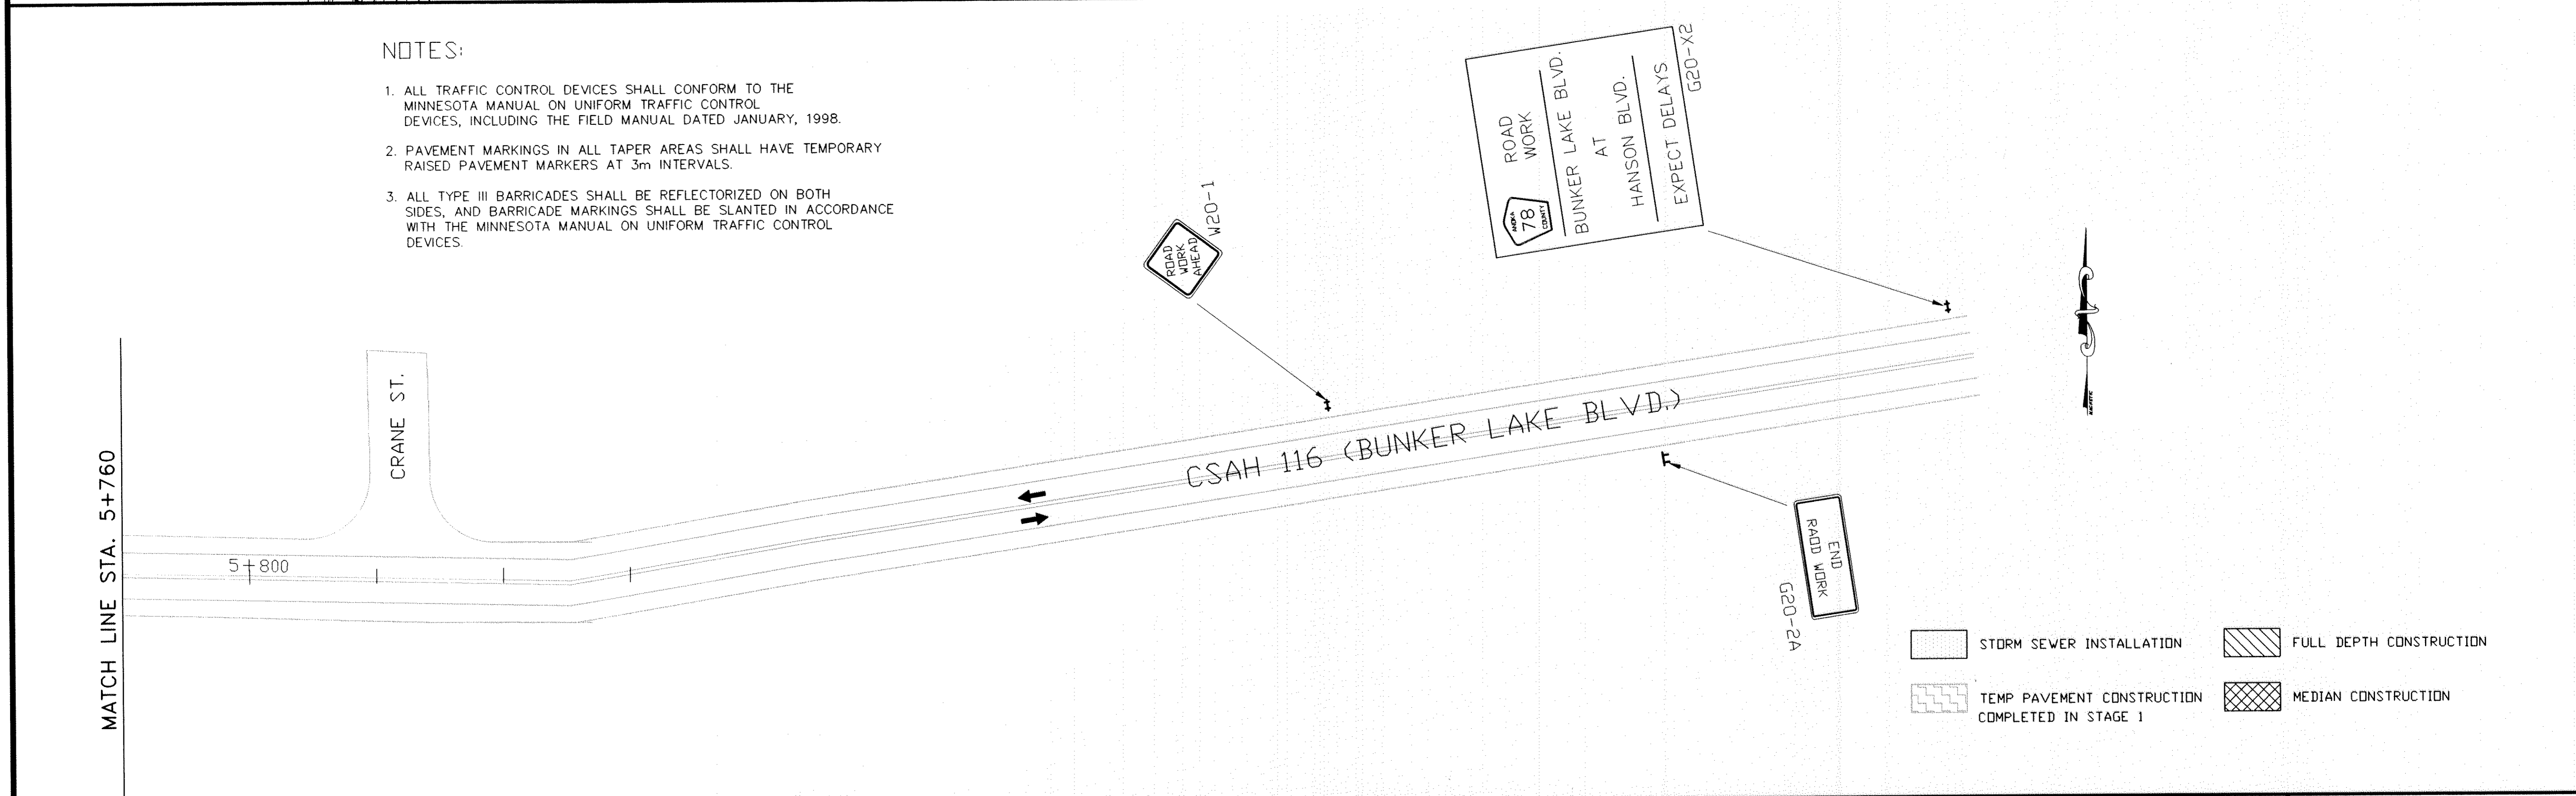 NOTES:
1. ALL TRAFFIC CONTROL DEVICES SHALL CONFORM TO THE
MINNESOTA MANUAL ON UNIFORM TRAFFIC CONTROL
DEVICES, INCLUDING THE FIELD MANUAL DATED JANUARY, 1998.
2. PAVEMENT MARKINGS IN ALL TAPER AREAS SHALL HAVE TEMPORARY
RAISED PAVEMENT MARKERS AT 3m INTERVALS.
3. ALL TYPE III BARRICADES SHALL BE REFLECTORIZED ON BOTH
SIDES, AND BARRICADE MARKINGS SHALL BE SLANTED IN ACCORDANCE
WITH THE MINNESOTA MANUAL ON UNIFORM TRAFFIC CONTROL
DEVICES.
ROAD
WORK
AHEAD
W20-1
ANOKA
78
COUNTY
ROAD
WORK
BUNKER LAKE BLVD.
AT
HANSON BLVD.
EXPECT DELAYS
G20-X2
MATCH LINE STA. 5+760
CRANE ST.
5+800
CSAH 116 (BUNKER LAKE BLVD.)
END
RAOD WORK
G20-2A
STORM SEWER INSTALLATION
FULL DEPTH CONSTRUCTION
TEMP PAVEMENT CONSTRUCTION
COMPLETED IN STAGE 1
MEDIAN CONSTRUCTION